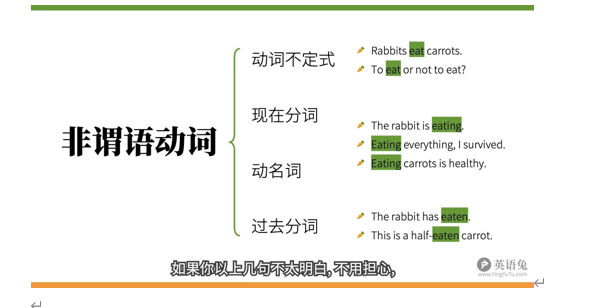 非谓语动词
动词不定式
现在分词
动名词
过去分词
Rabbits eat carrots.
To eat or not to eat?
The rabbit is eating.
Eating everything, I survived.
Eating carrots is healthy.
The rabbit has eaten.
This is a half-eaten carrot.
如果你以上几句不太明白, 不用担心,
英语兔
www.YingYuTu.com